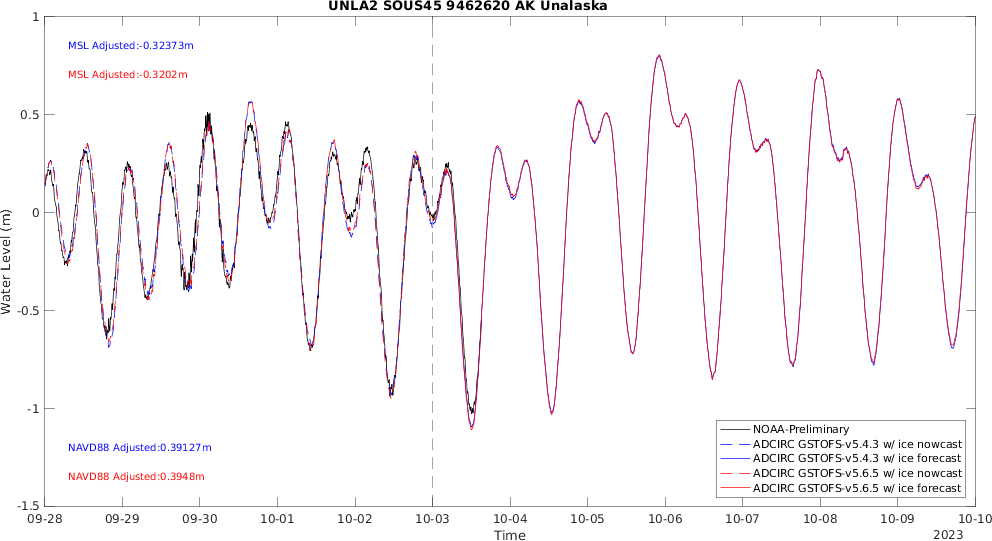 UNLA2 SOUS45 9462620 AK Unalaska
MSL Adjusted:-0.32373m
MSL Adjusted:-0.3202m
Water Level (m)
1
0.5
0
-0.5
-1
-1.5
NAVD88 Adjusted:0.39127m
NAVD88 Adjusted:0.3948m
NOAA-Preliminary
ADCIRC GSTOFS-v5.4.3 w/ ice nowcast
ADCIRC GSTOFS-v5.4.3 w/ ice forecast
ADCIRC GSTOFS-v5.6.5 w/ ice nowcast
ADCIRC GSTOFS-v5.6.5 w/ ice forecast
09-28 09-29 09-30 10-01 10-02 10-03 10-04 10-05 10-06 10-07 10-08 10-09 10-10
Time
2023